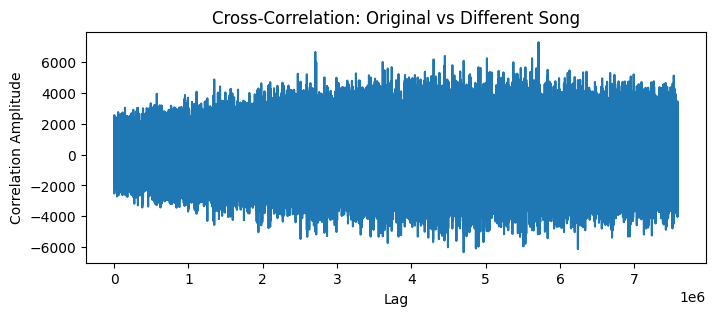 Cross-Correlation: Original vs Different Song
Correlation Amplitude
6000
4000
2000
0
−2000
−4000
−6000
0 1 2 3 4 5 6 7
1e6
Lag